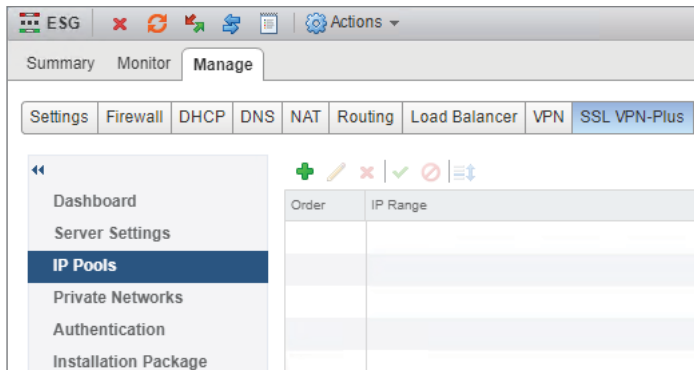 ESG Actions
Summary Monitor Manage
Settings Firewall DHCP DNS NAT Routing Load Balancer VPN SSL VPN-Plus
Dashboard
Server Settings
IP Pools
Private Networks
Authentication
Installation Package
Order IP Range